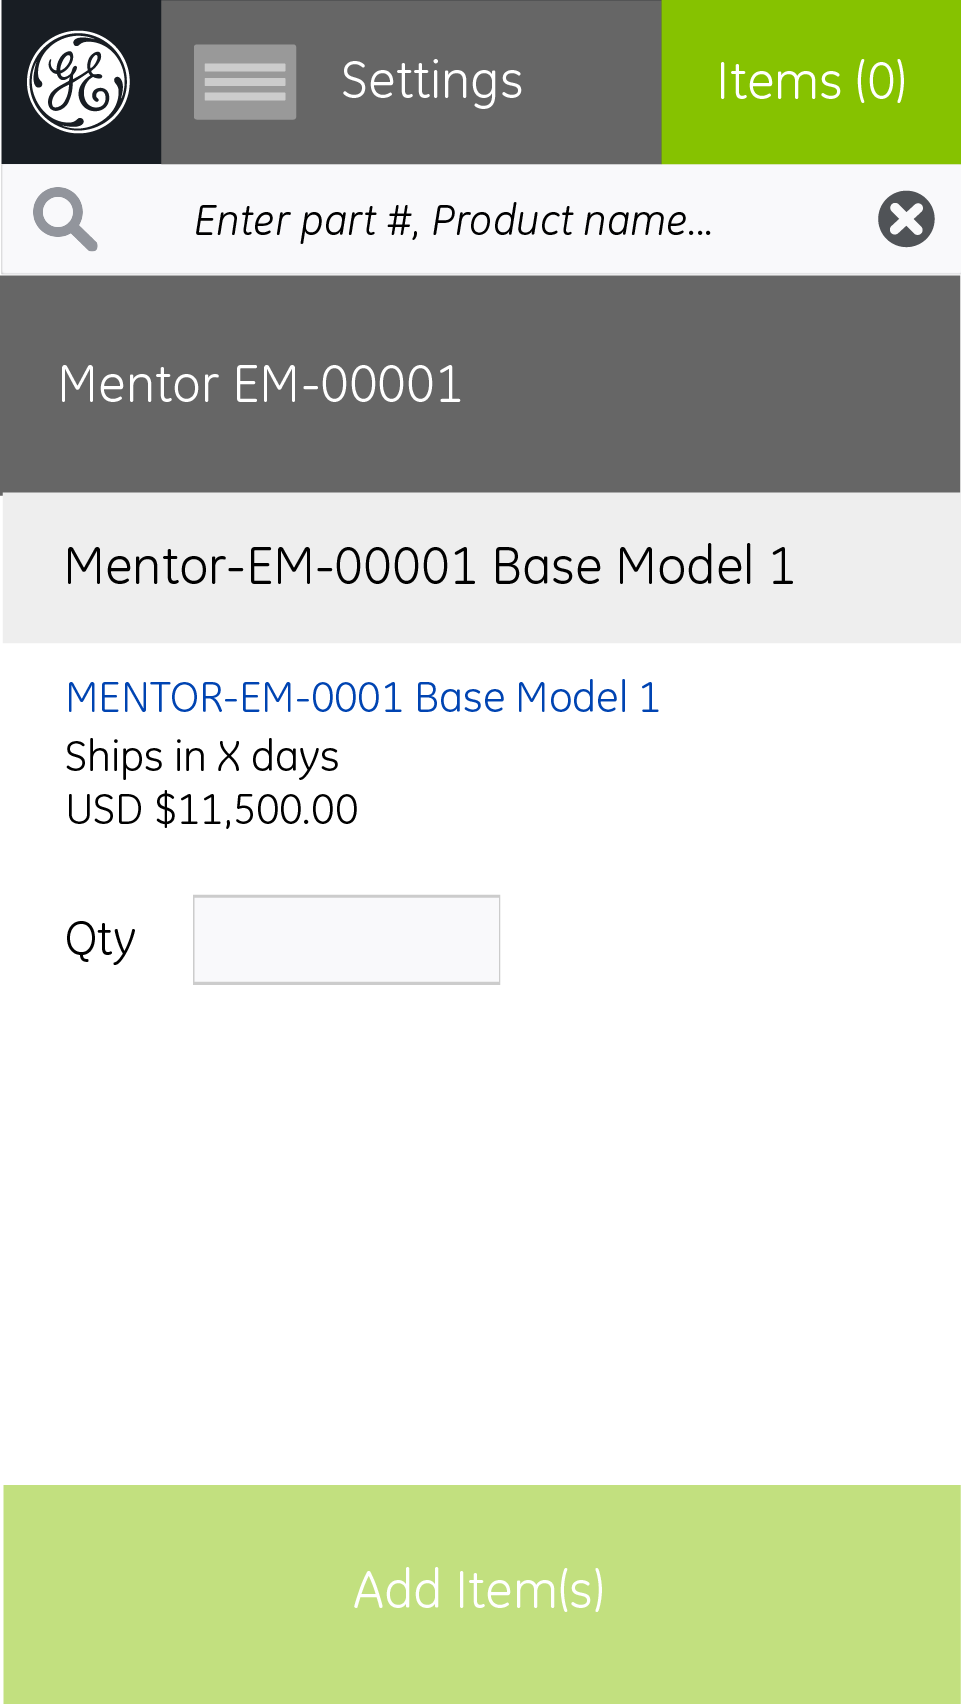 GE
Settings
Items (0)
Enter part #, Product name...
Mentor EM-00001
Mentor-EM-00001 Base Model 1
MENTOR-EM-0001 Base Model 1
Ships in X days
USD $11,500.00
Qty
Add Item(s)